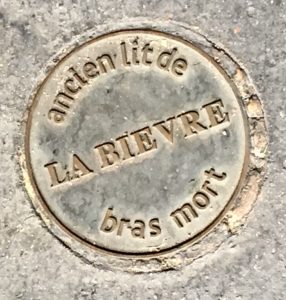 ancien lit de
LA BIEVRE
bras mort